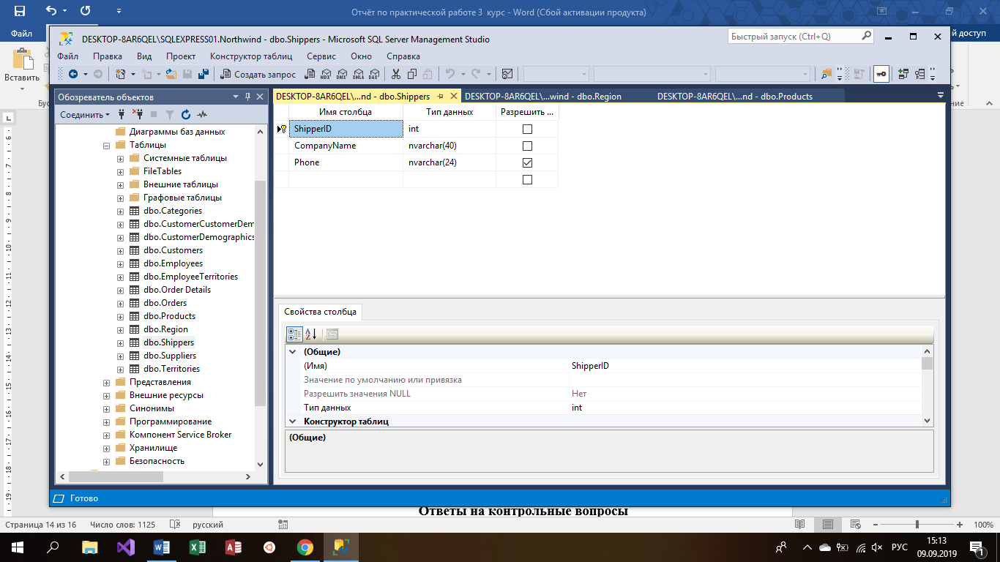 Отчёт по практической работе 3 курс - Word (Сбой активации продукта)
Файл
й доступ
Вставить
DESKTOP-8AR6QEL\SQLEXPRESS01.Northwind - dbo.Shippers - Microsoft SQL Server Management Studio
Быстрый запуск (Ctrl+Q)
Файл Правка Вид Проект Конструктор таблиц Сервис Окно Справка
Создать запрос MDX DMX XMLA DAX
Обозреватель объектов
Соединить
Диаграммы баз данных
Таблицы
Системные таблицы
FileTables
Внешние таблицы
Графовые таблицы
dbo.Categories
dbo.CustomerCustomerDem
dbo.CustomerDemographics
dbo.Customers
dbo.Employees
dbo.EmployeeTerritories
dbo.Order Details
dbo.Orders
dbo.Products
dbo.Region
dbo.Shippers
dbo.Suppliers
dbo.Territories
Представления
Внешние ресурсы
Синонимы
Программирование
Компонент Service Broker
Хранилище
Безопасность
DESKTOP-8AR6QEL\...nd - dbo.Shippers DESKTOP-8AR6QEL\...wind - dbo.Region DESKTOP-8AR6QEL\...nd - dbo.Products
Имя столбца Тип данных Разрешить ...
ShipperID int
CompanyName nvarchar(40)
Phone nvarchar(24)
Свойства столбца
(Общие)
(Имя) ShipperID
Значение по умолчанию или привязка
Разрешить значения NULL Нет
Тип данных int
Конструктор таблиц
(Общие)
Готово
Ответы на контрольные вопросы
Страница 14 из 16 Число слов: 1125 русский 100%
РУС 15:13
09.09.2019
1